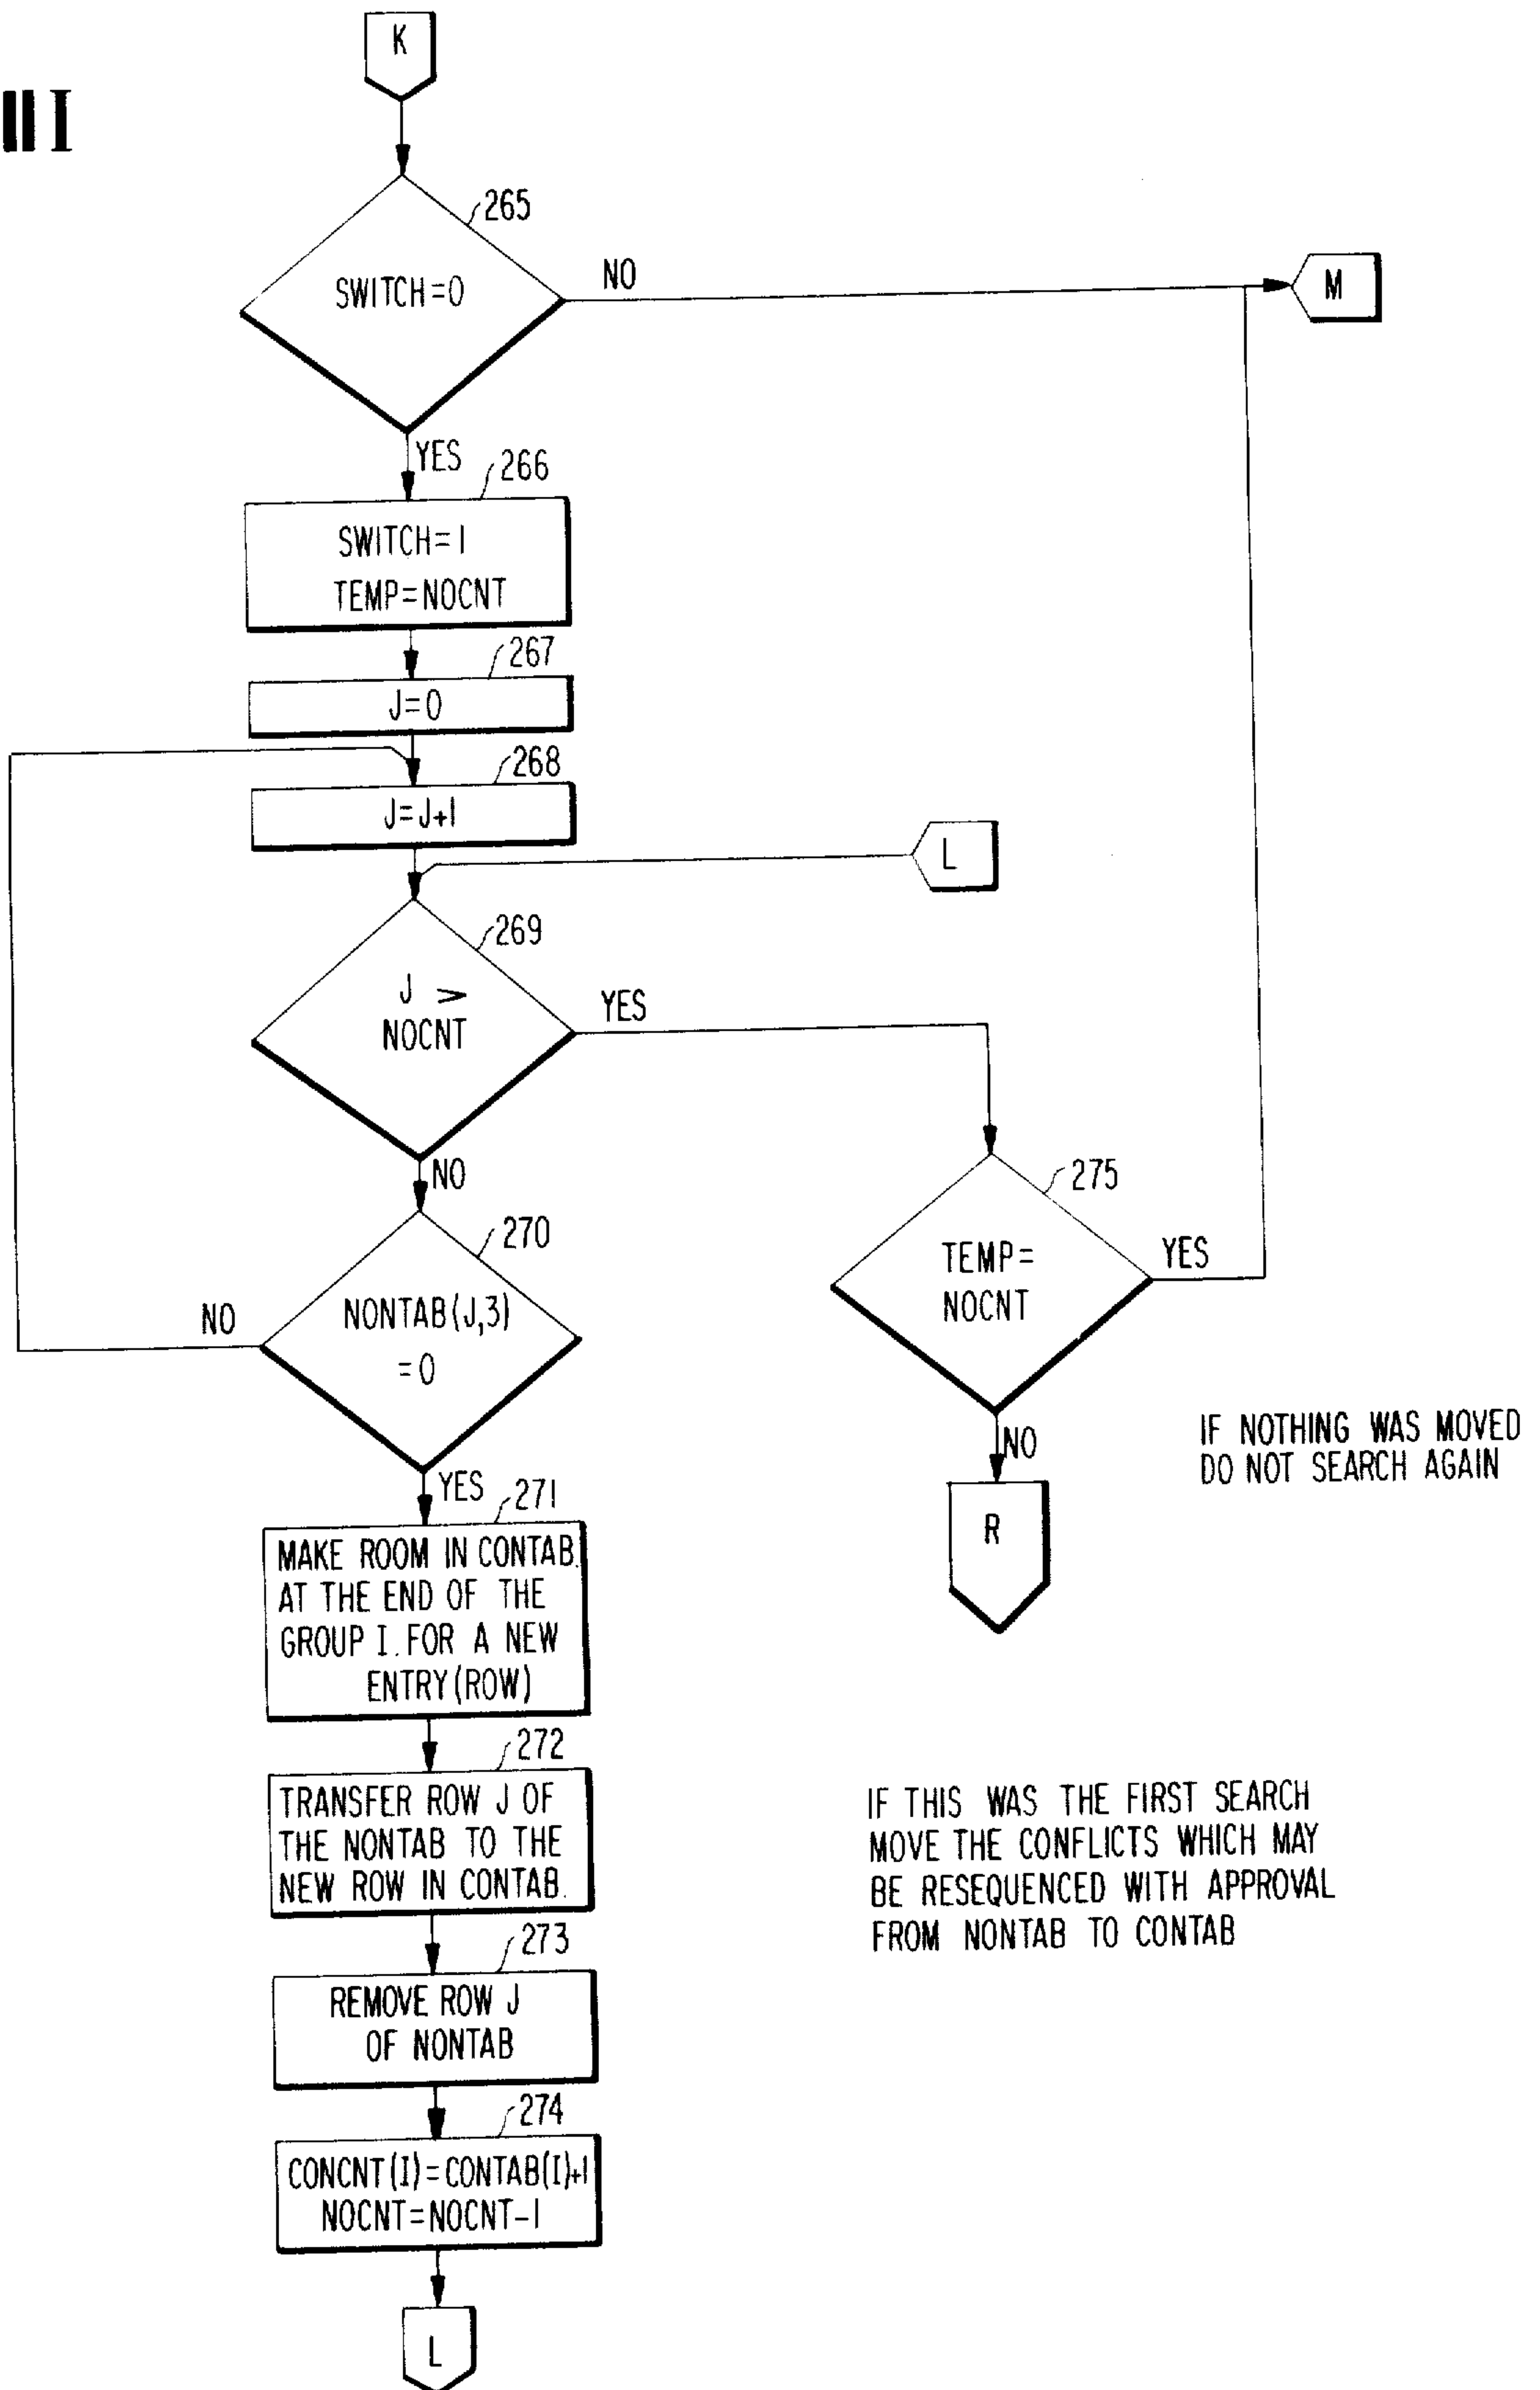 K
III
265
SWITCH=0
NO
M
YES
266
SWITCH=1
TEMP=NOCNT
267
J=0
268
J=J+1
L
269
J >
NOCNT
YES
NO
275
270
TEMP=
NOCNT
YES
NONTAB(J,3)
=0
NO
NO
IF NOTHING WAS MOVED
DO NOT SEARCH AGAIN
YES
271
R
MAKE ROOM IN CONTAB.
AT THE END OF THE
GROUP I. FOR A NEW
ENTRY(ROW)
272
TRANSFER ROW J OF
THE NONTAB TO THE
NEW ROW IN CONTAB.
IF THIS WAS THE FIRST SEARCH
MOVE THE CONFLICTS WHICH MAY
BE RESEQUENCED WITH APPROVAL
FROM NONTAB TO CONTAB
273
REMOVE ROW J
OF NONTAB
274
CONCNT(I)=CONTAB(I)+1
NOCNT=NOCNT-1
L